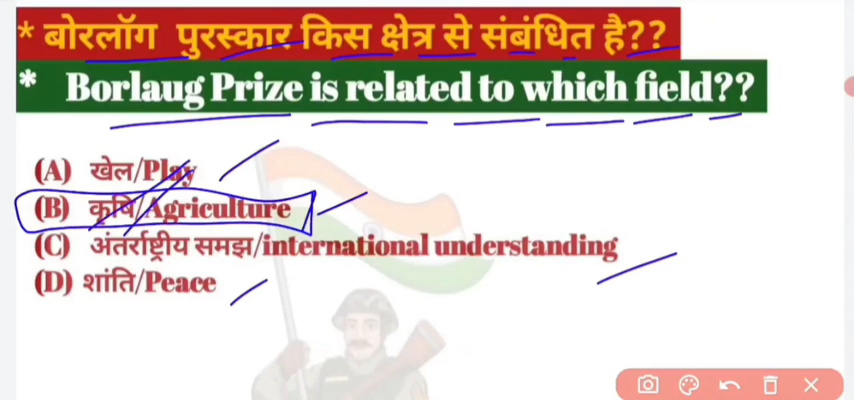 * बोरलॉग पुरस्कार किस क्षेत्र से संबंधित है??
* Borlaug Prize is related to which field??
(A) खेल/Play
(B) कृषि/Agriculture
(C) अंतर्राष्ट्रीय समझ/international understanding
(D) शांति/Peace